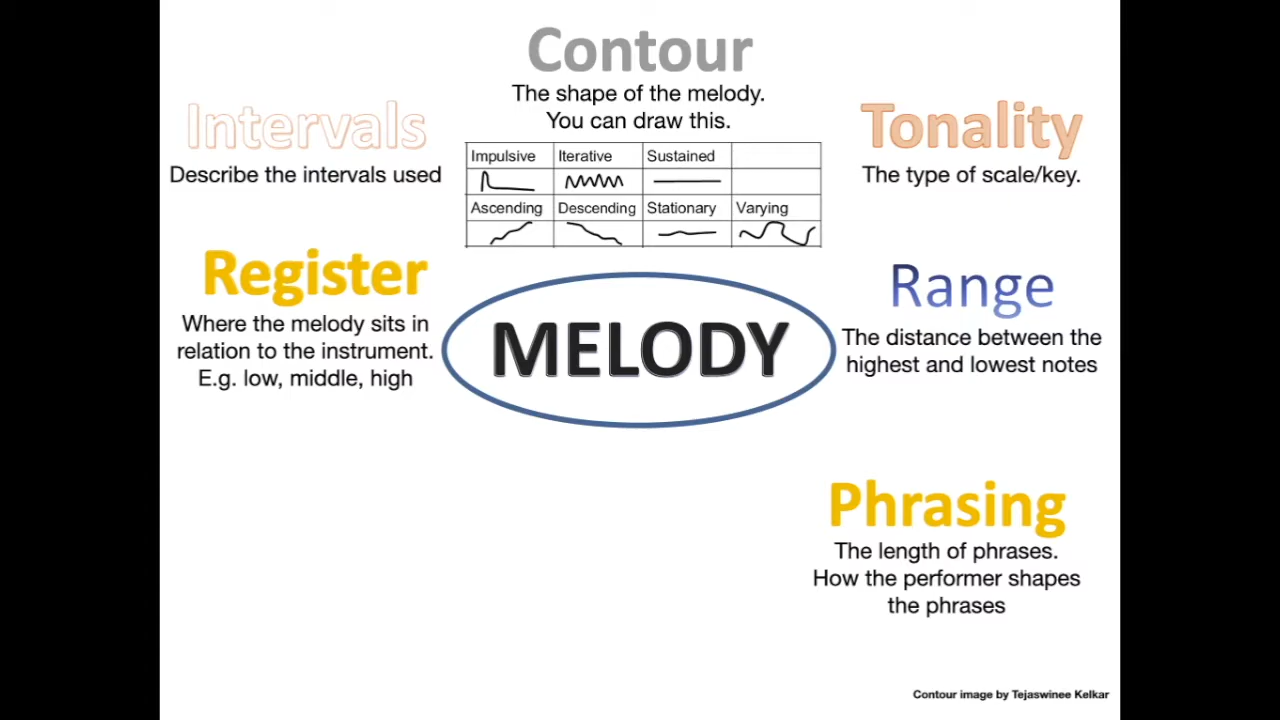 Contour
The shape of the melody.
You can draw this.
Intervals
Describe the intervals used
Tonality
The type of scale/key.
Impulsive Iterative Sustained
Ascending Descending Stationary Varying
Register
Where the melody sits in
relation to the instrument.
E.g. low, middle, high
MELODY
Range
The distance between the
highest and lowest notes
Phrasing
The length of phrases.
How the performer shapes
the phrases
Contour image by Tejaswinee Kelkar